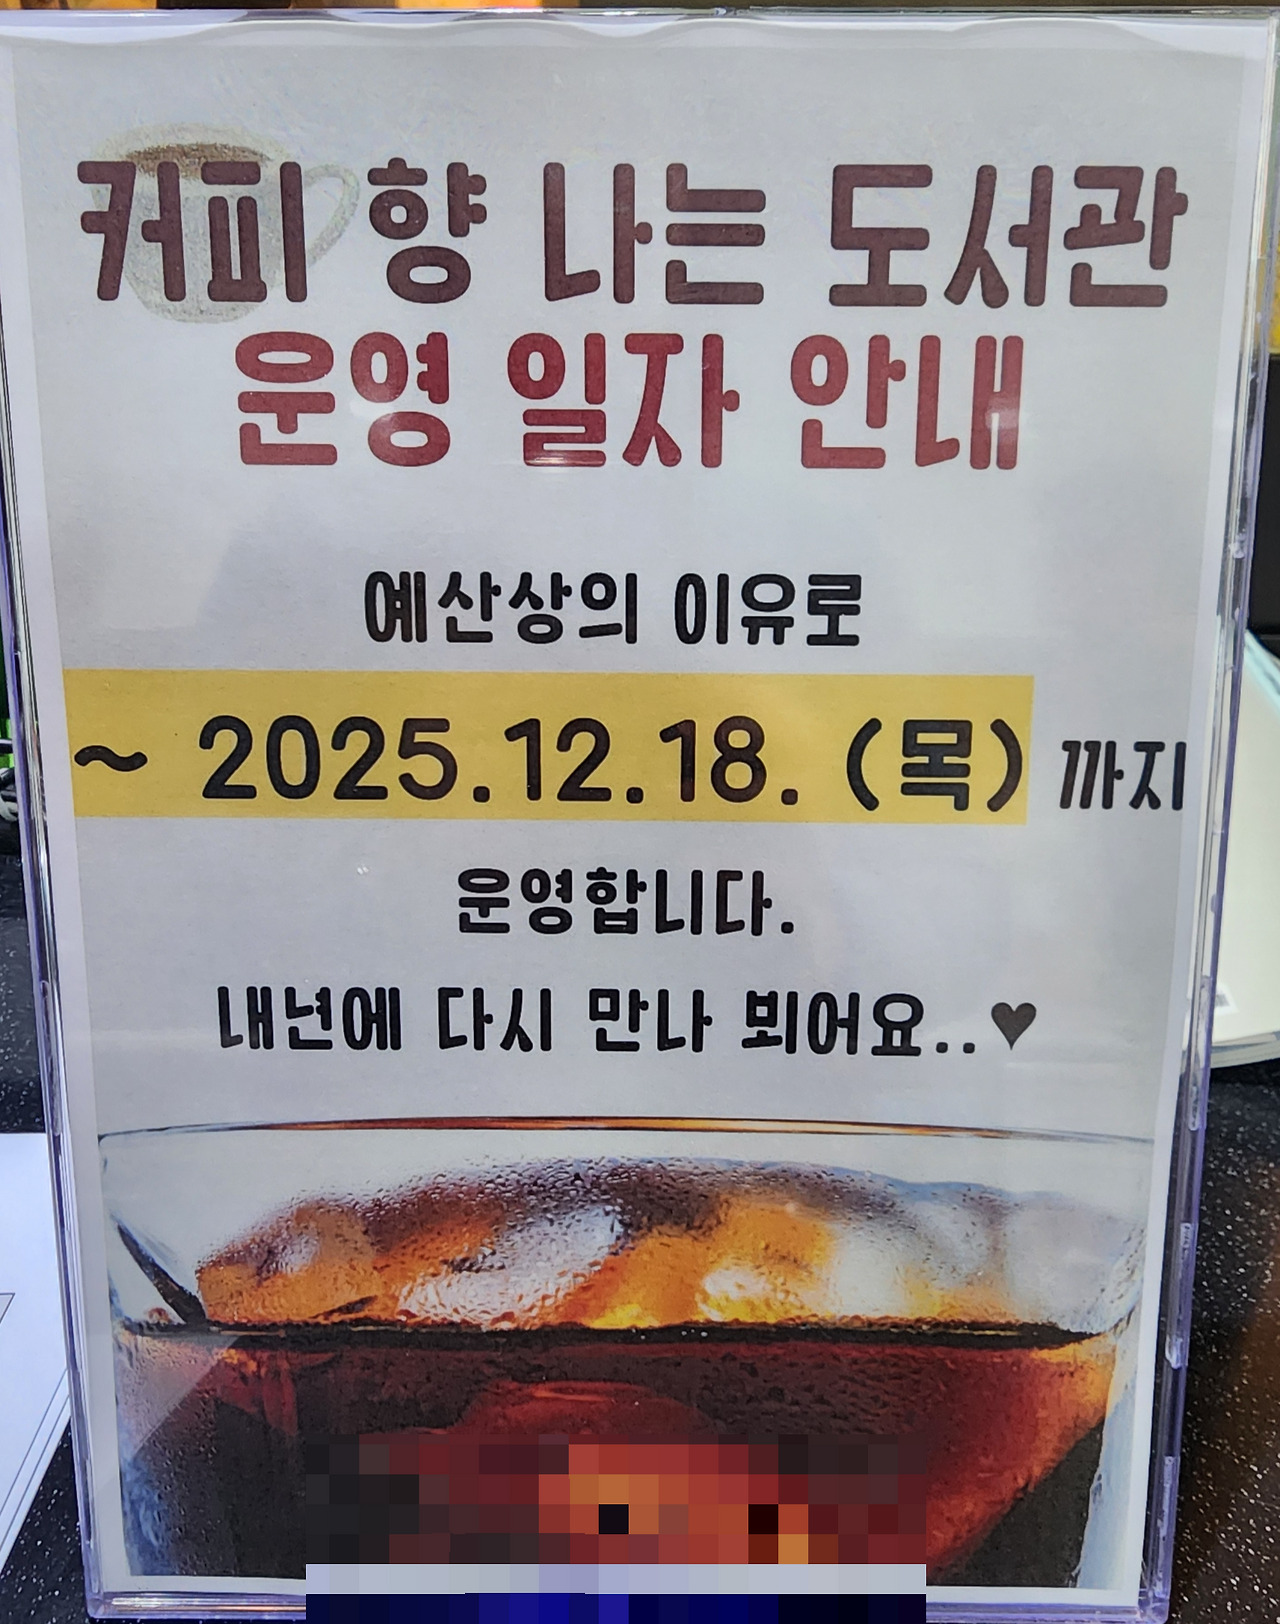 커피 향 나는 도서관
운영 일자 안내
예산상의 이유로
~ 2025.12.18. (목) 까지
운영합니다.
내년에 다시 만나 뵈어요..♥